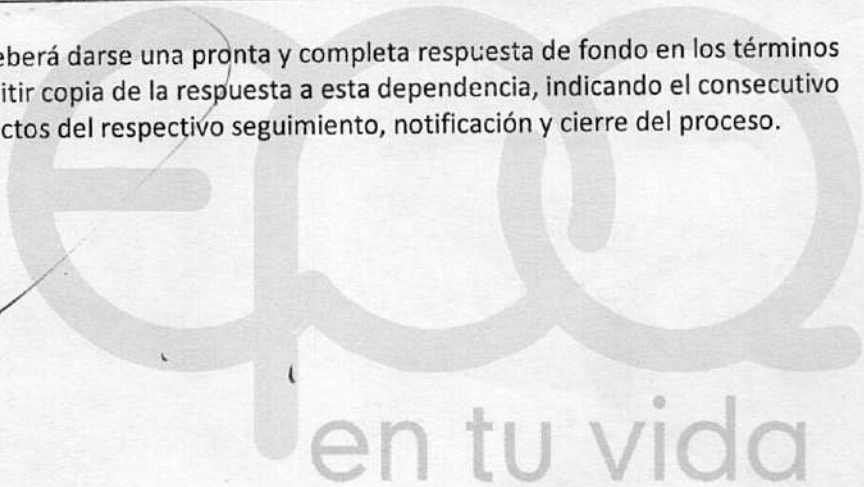 eberá darse una pronta y completa respuesta de fondo en los términos
itir copia de la respuesta a esta dependencia, indicando el consecutivo
ctos del respectivo seguimiento, notificación y cierre del proceso.
epq
en tu vida